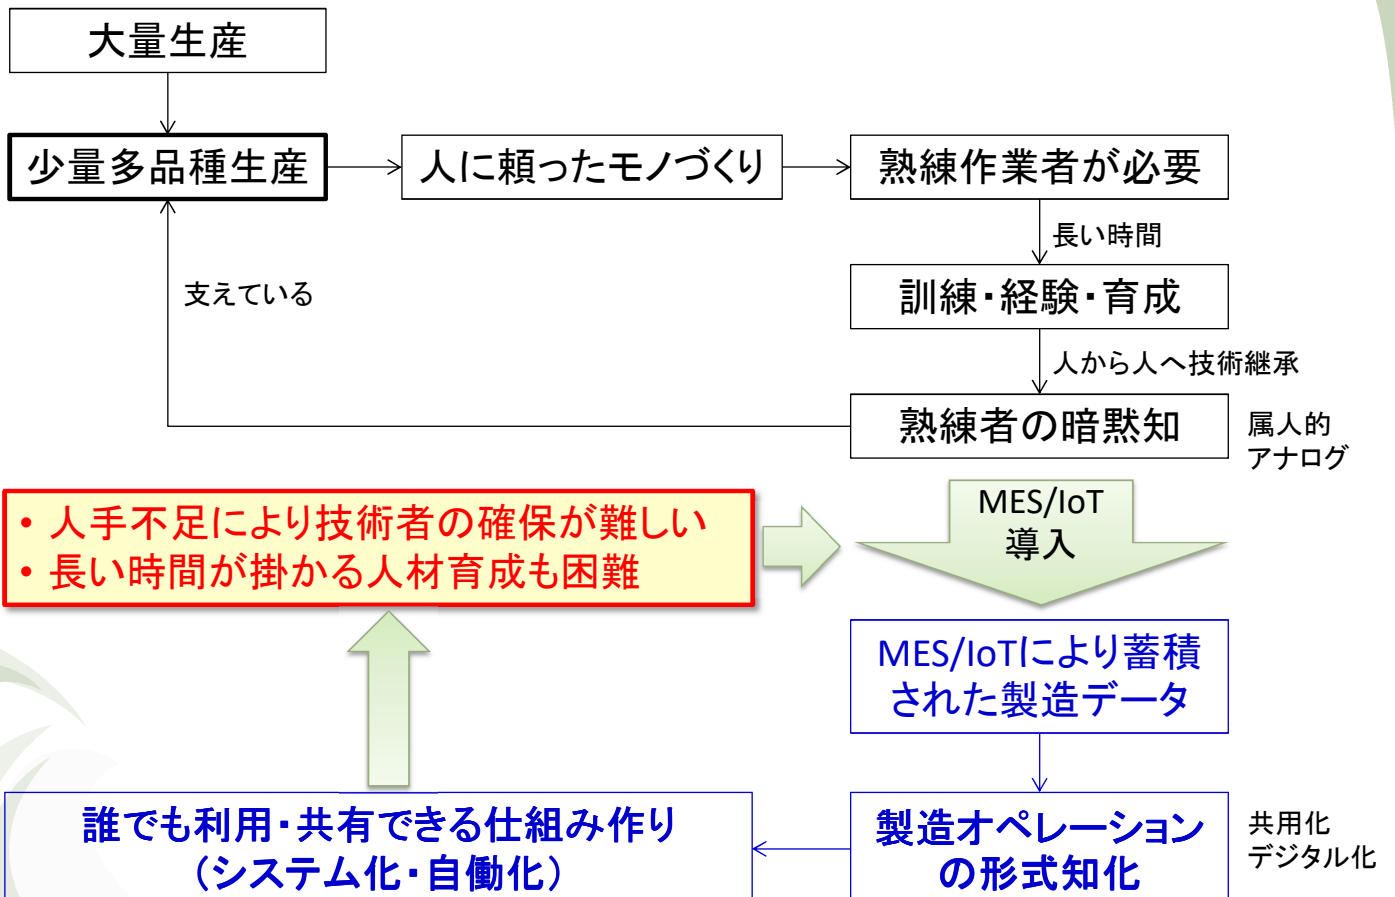 大量生産
少量多品種生産
人に頼ったモノづくり
熟練作業者が必要
長い時間
訓練・経験・育成
支えている
人から人へ技術継承
熟練者の暗黙知
属人的
アナログ
• 人手不足により技術者の確保が難しい
• 長い時間が掛かる人材育成も困難
MES/IoT
導入
MES/IoTにより蓄積
された製造データ
製造オペレーション
の形式知化
共用化
デジタル化
誰でも利用・共有できる仕組み作り
（システム化・自働化）